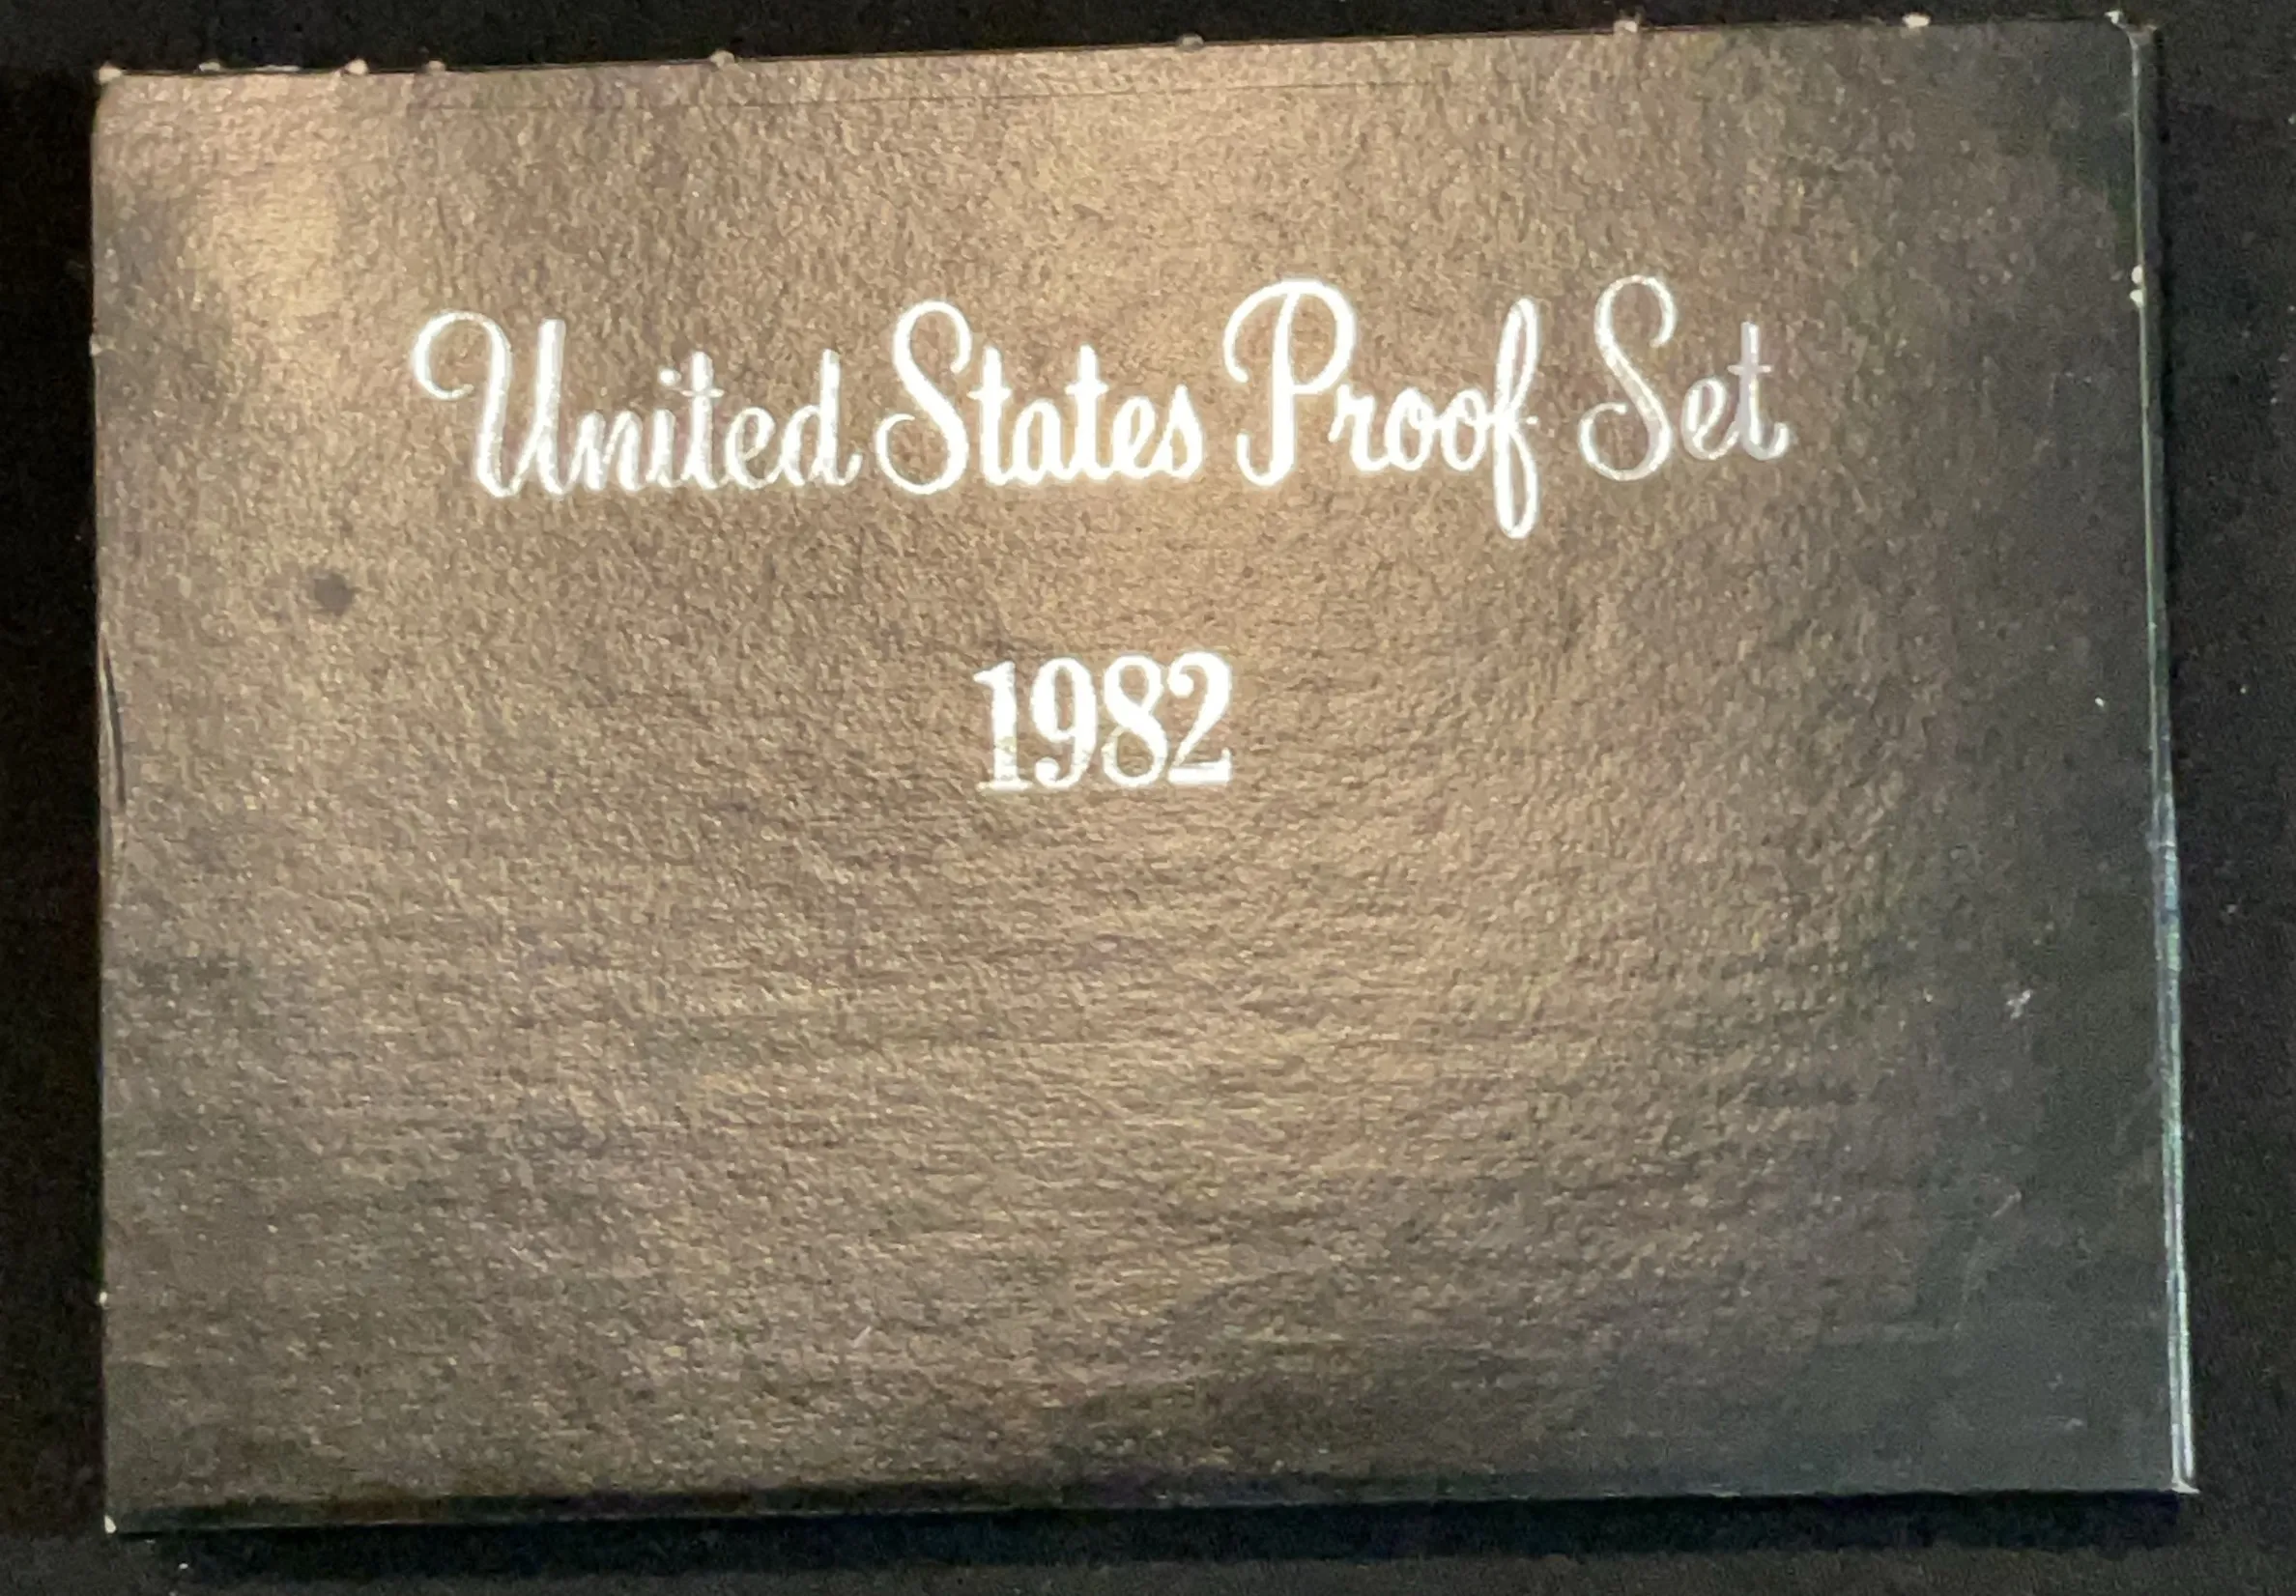 United States Proof Set
1982